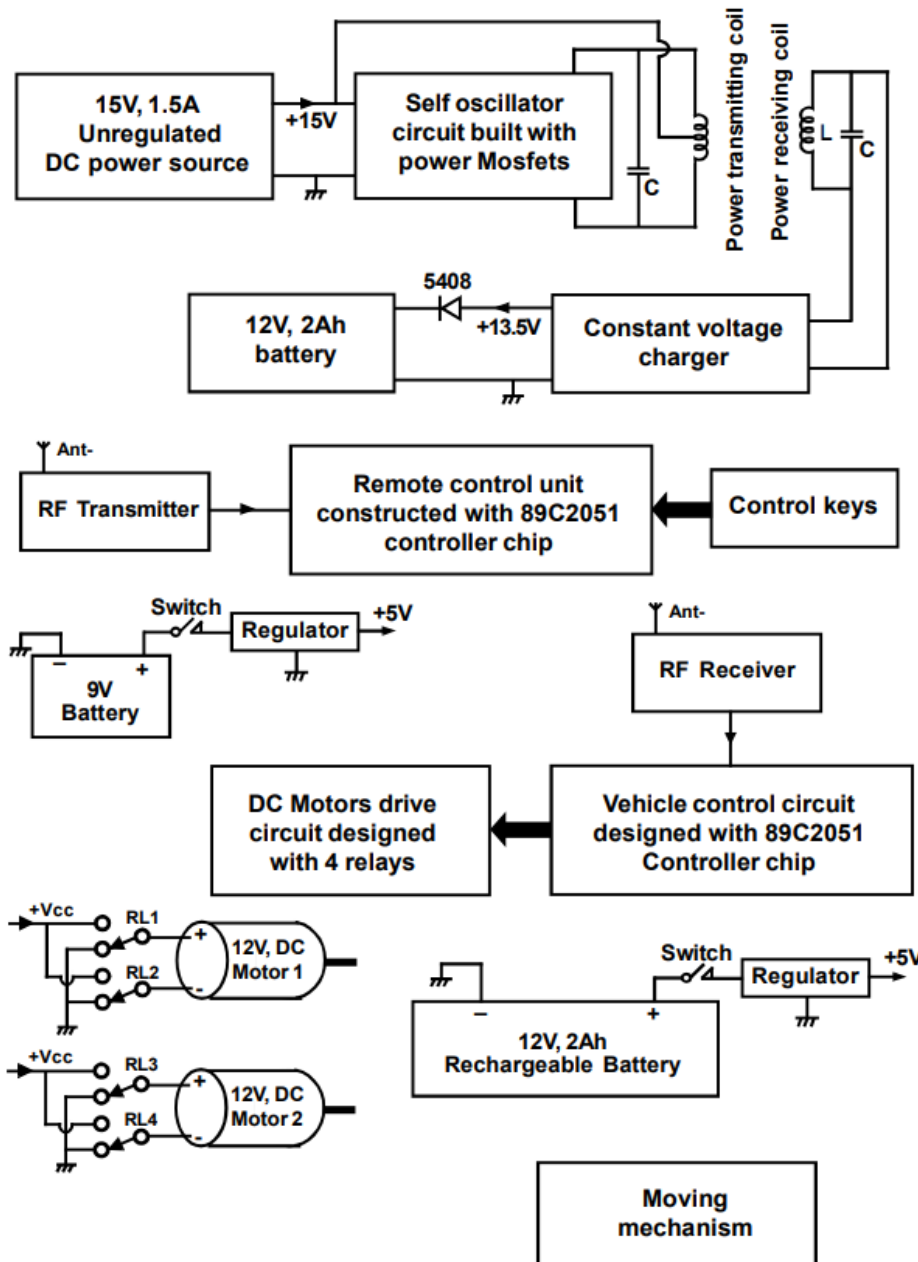 15V, 1.5A
Unregulated
DC power source
+15V
Self oscillator
circuit built with
power Mosfets
C
Power transmitting coil
Power receiving coil
L
C
12V, 2Ah
battery
5408
+13.5V
Constant voltage
charger
Ant-
RF Transmitter
Remote control unit
constructed with 89C2051
controller chip
Control keys
Switch
+5V
Regulator
– +
9V
Battery
Ant-
RF Receiver
DC Motors drive
circuit designed
with 4 relays
Vehicle control circuit
designed with 89C2051
Controller chip
+Vcc
RL1
RL2
+
-
12V, DC
Motor 1
+Vcc
RL3
RL4
+
-
12V, DC
Motor 2
Switch
+5V
Regulator
– +
12V, 2Ah
Rechargeable Battery
Moving
mechanism